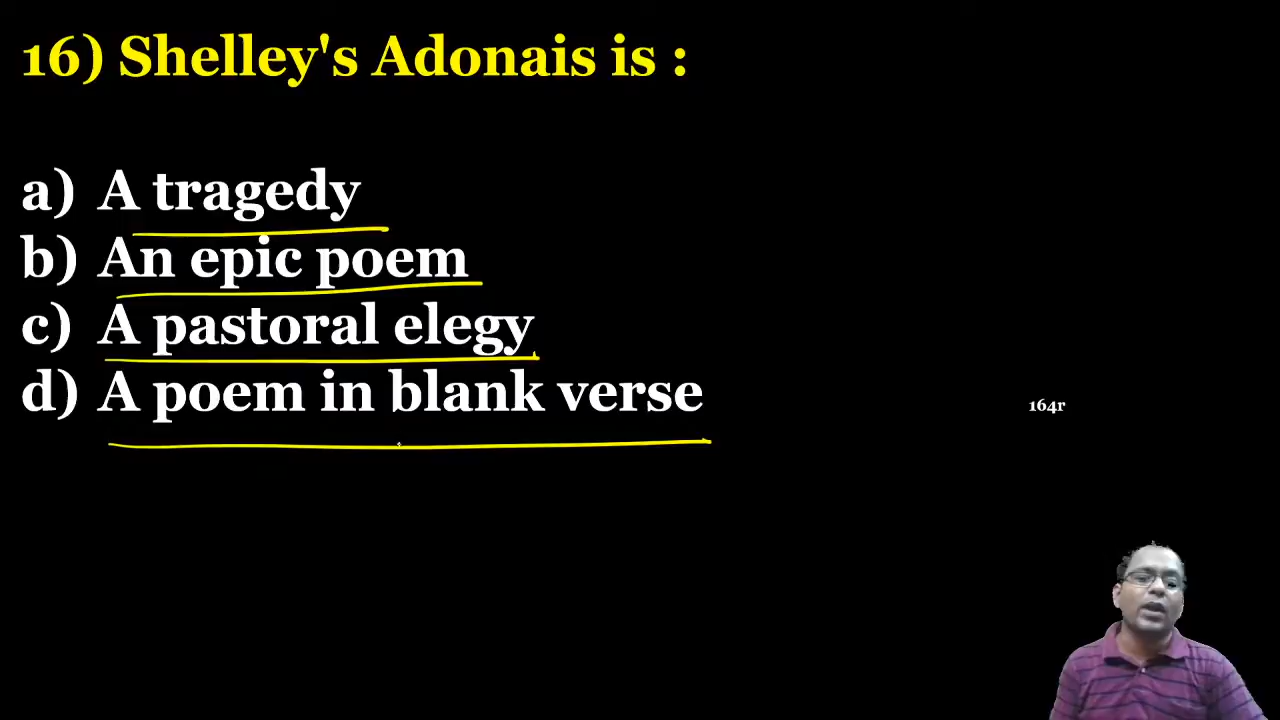 16) Shelley's Adonais is :
a) A tragedy
b) An epic poem
c) A pastoral elegy
d) A poem in blank verse
164r